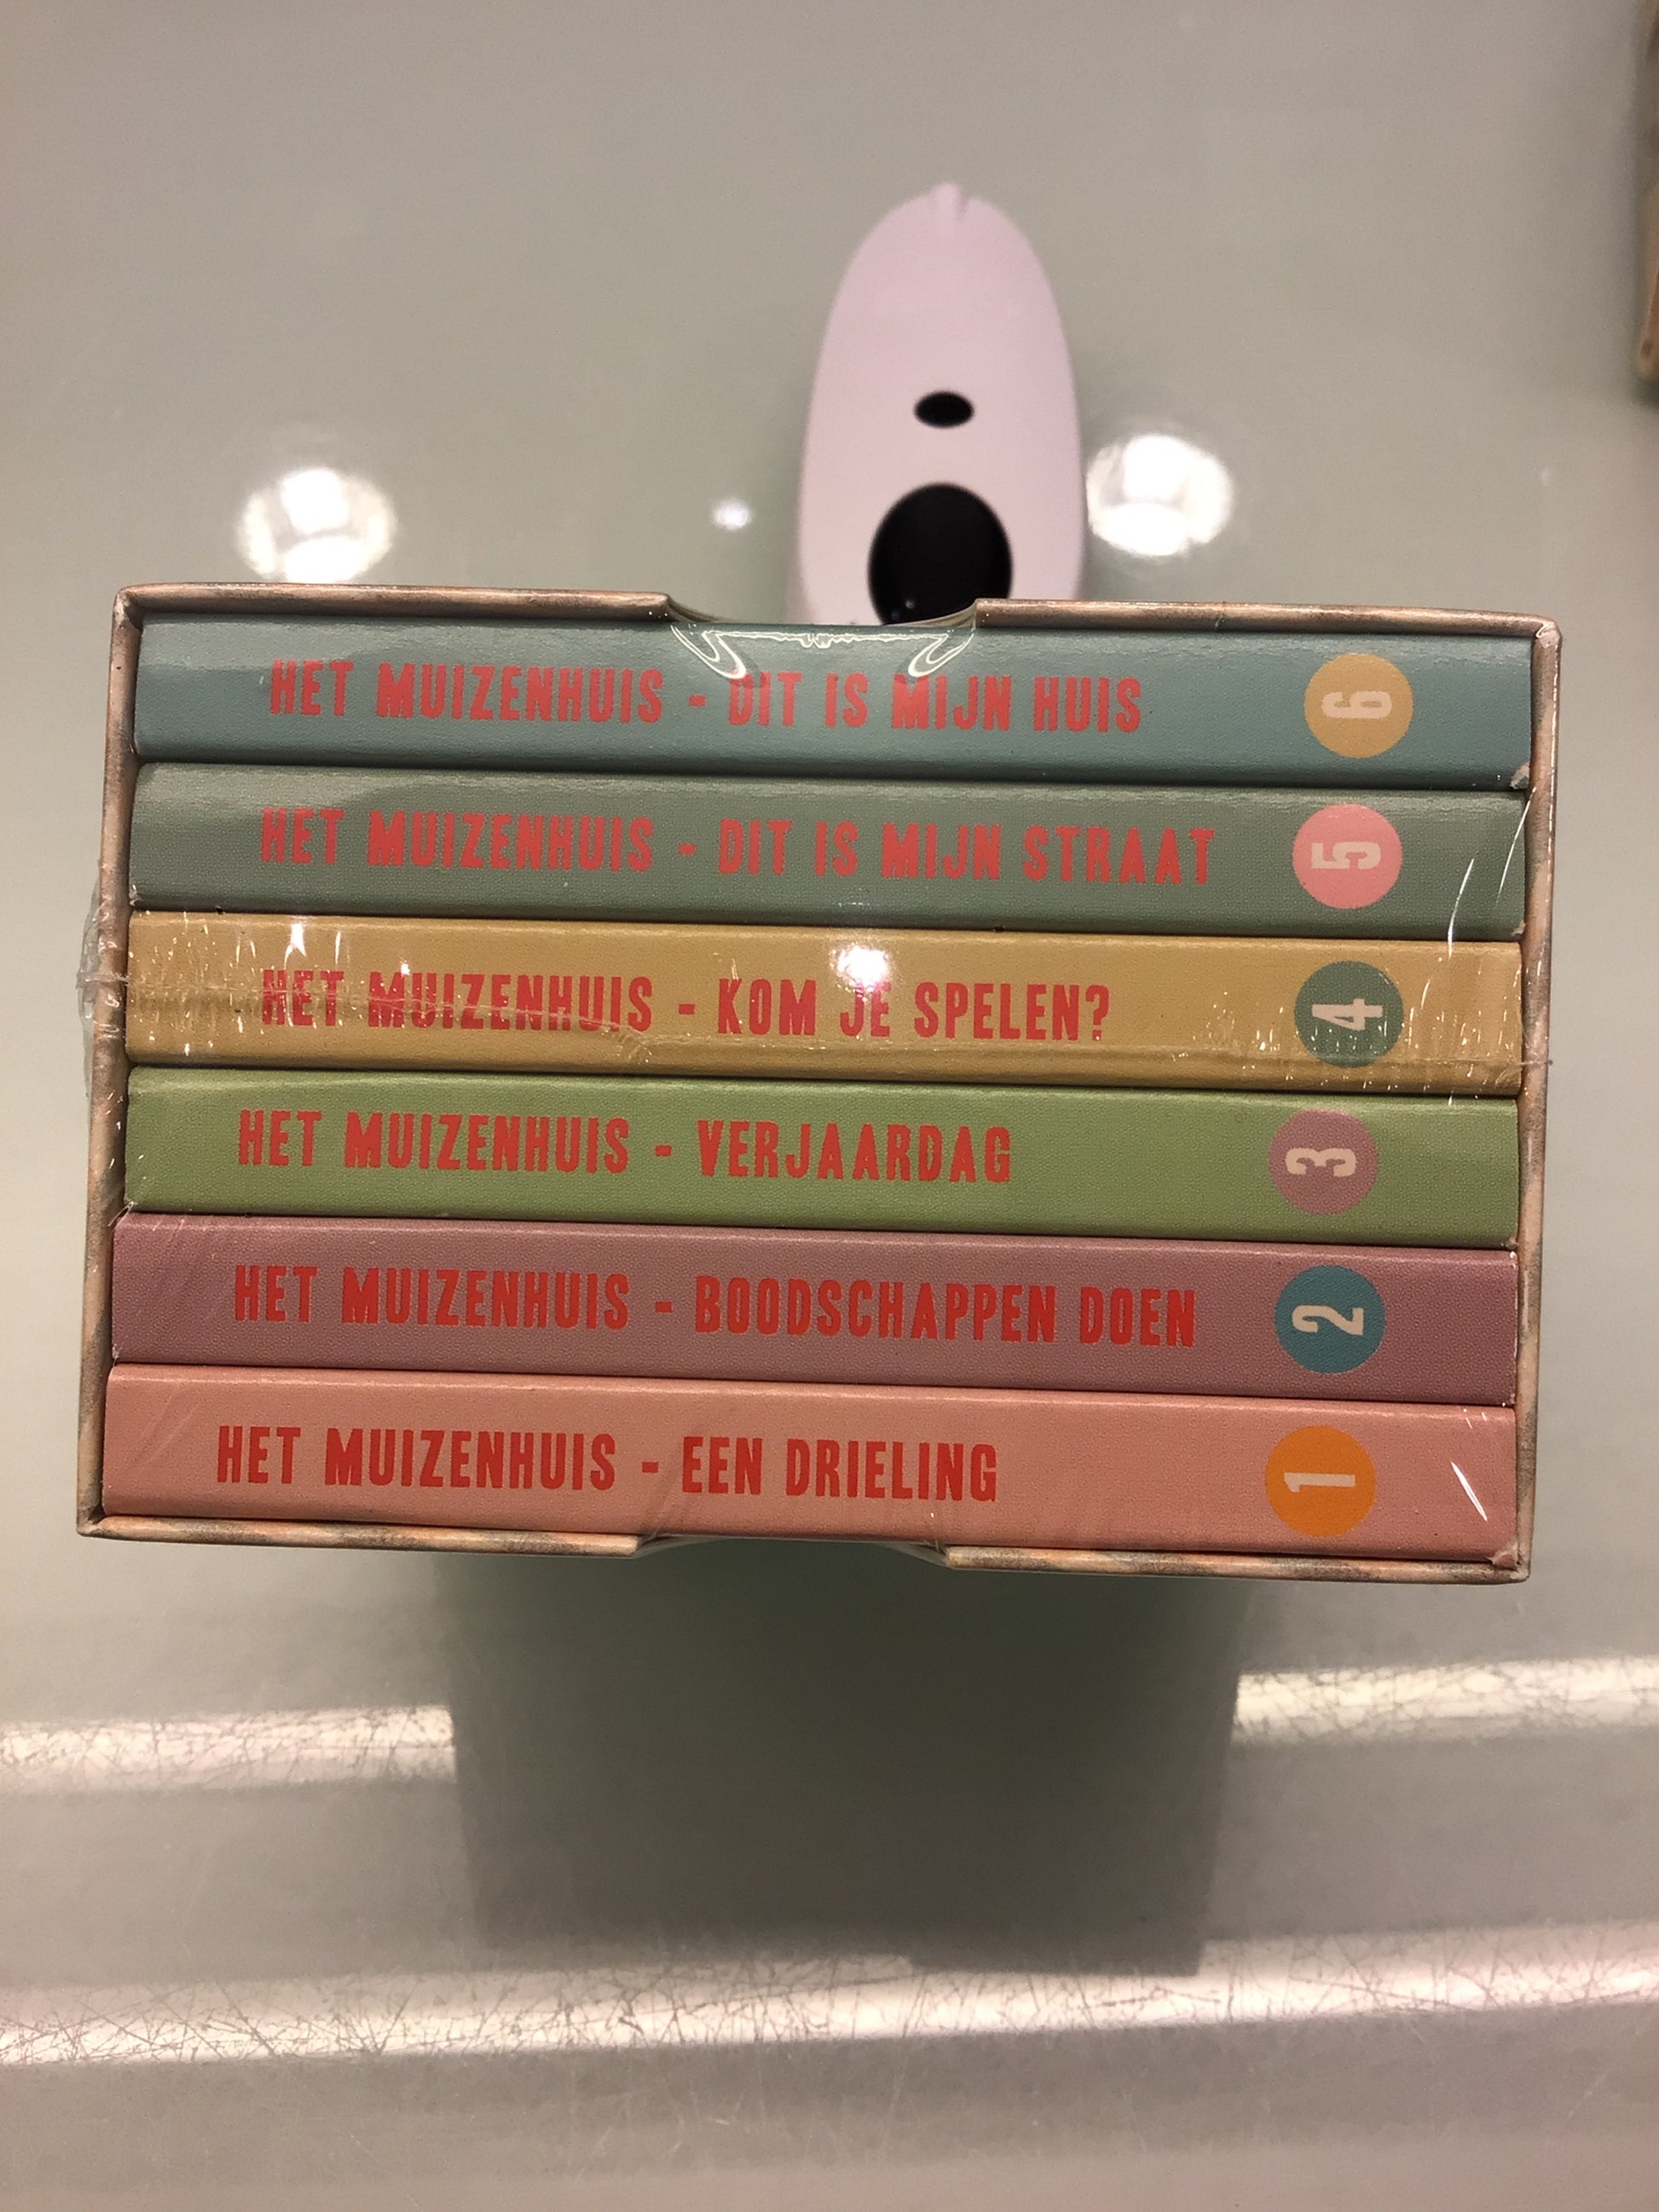 HET MUIZENHUIS - DIT IS MIJN HUIS 6
HET MUIZENHUIS - DIT IS MIJN STRAAT 5
HET MUIZENHUIS - KOM JE SPELEN? 4
HET MUIZENHUIS - VERJAARDAG 3
HET MUIZENHUIS - BOODSCHAPPEN DOEN 2
HET MUIZENHUIS - EEN DRIELING 1